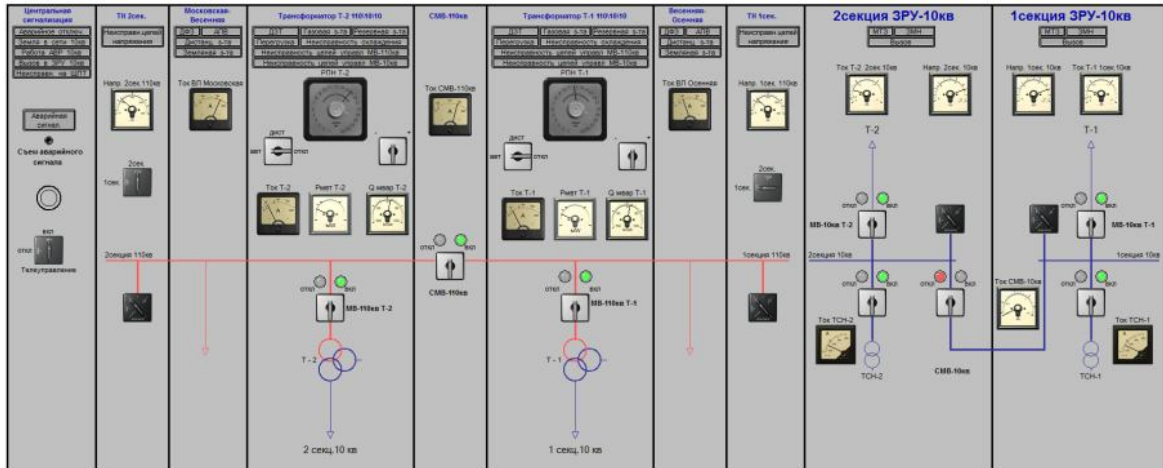 Центральная
сигнализация
Аварийное отключ.
Земля в сети 10кв
Работа АВР 10кв
Вызов в ЗРУ 10кв
Неисправн. на ЩПТ
Аварийная
сигнал.
Съем аварийного
сигнала
вкл
откл
Телеуправление
ТН 2сек.
Неисправн.цепей
напряжения
Напр. 2сек.110кв
2сек.
1сек.
2секция 110кв
Московская-
Весенняя
ДФЗ
АПВ
Дистанц. з-та
Земляная з-та
Ток ВЛ Московская
Трансформатор Т-2 110\10\10
ДЗТ
Газовая з-та
Резервная з-та
Перегрузка
Неисправность охлаждения
Неисправность цепей управл МВ-110кв
Неисправность цепей управл МВ-10кв
РПН Т-2
дист
авт
откл
-
+
Ток Т-2
Рмвт Т-2
Q мвар Т-2
откл
вкл
МВ-110кв Т-2
Т - 2
2 секц.10 кв
СМВ-110кв
Ток СМВ-110кв
откл
вкл
СМВ-110кв
Трансформатор Т-1 110\10\10
ДЗТ
Газовая з-та
Резервная з-та
Перегрузка
Неисправность охлаждения
Неисправность цепей управл МВ-110кв
Неисправность цепей управл МВ-10кв
РПН Т-1
дист
авт
откл
-
+
Ток Т-1
Рмвт Т-1
Q мвар Т-1
откл
вкл
МВ-110кв Т-1
Т - 1
1 секц.10 кв
Весенняя-
Осенняя
ДФЗ
АПВ
Дистанц. з-та
Земляная з-та
Ток ВЛ Осенняя
ТН 1сек.
Неисправн.цепей
напряжения
Напр. 1сек.110кв
2сек.
1сек.
1секция 110кв
2секция ЗРУ-10кв
МТЗ
ЗМН
Вызов
Ток Т-2 2сек.10кв
Напр. 2сек.10кв
Т-2
откл
вкл
МВ-10кв Т-2
2секция 10кв
откл
вкл
откл
вкл
Ток ТСН-2
ТСН-2
СМВ-10кв
1секция ЗРУ-10кв
МТЗ
ЗМН
Вызов
Напр. 1сек. 10кв
Ток Т-1 1сек.10кв
Т-1
откл
вкл
МВ-10кв Т-1
1секция 10кв
Ток СМВ-10кв
откл
вкл
Ток ТСН-1
ТСН-1